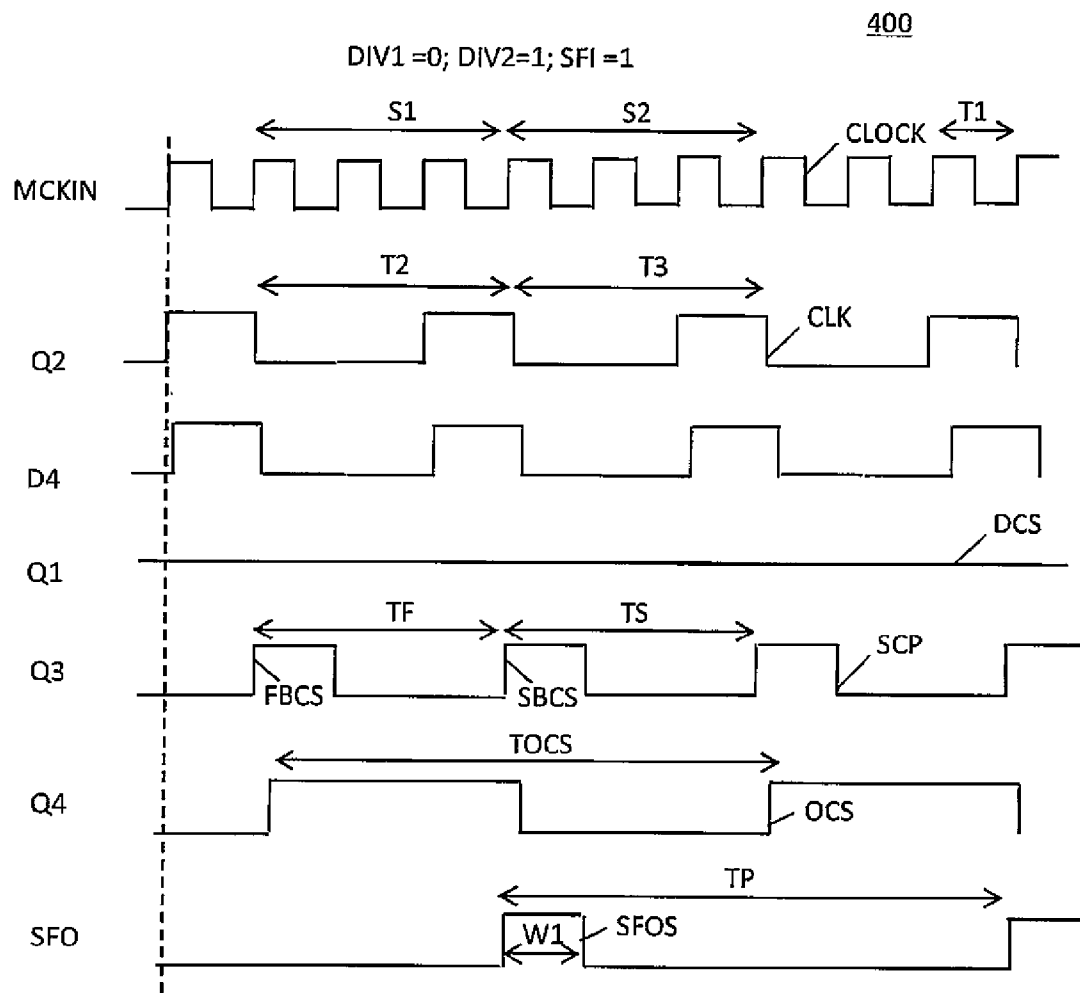 400
DIV1 =0; DIV2=1; SFI =1
S1
S2
T1
CLOCK
MCKIN
T2
T3
CLK
Q2
D4
DCS
Q1
TF
TS
SCP
Q3
FBCS
SBCS
TOCS
Q4
OCS
TP
SFO
W1
SFOS